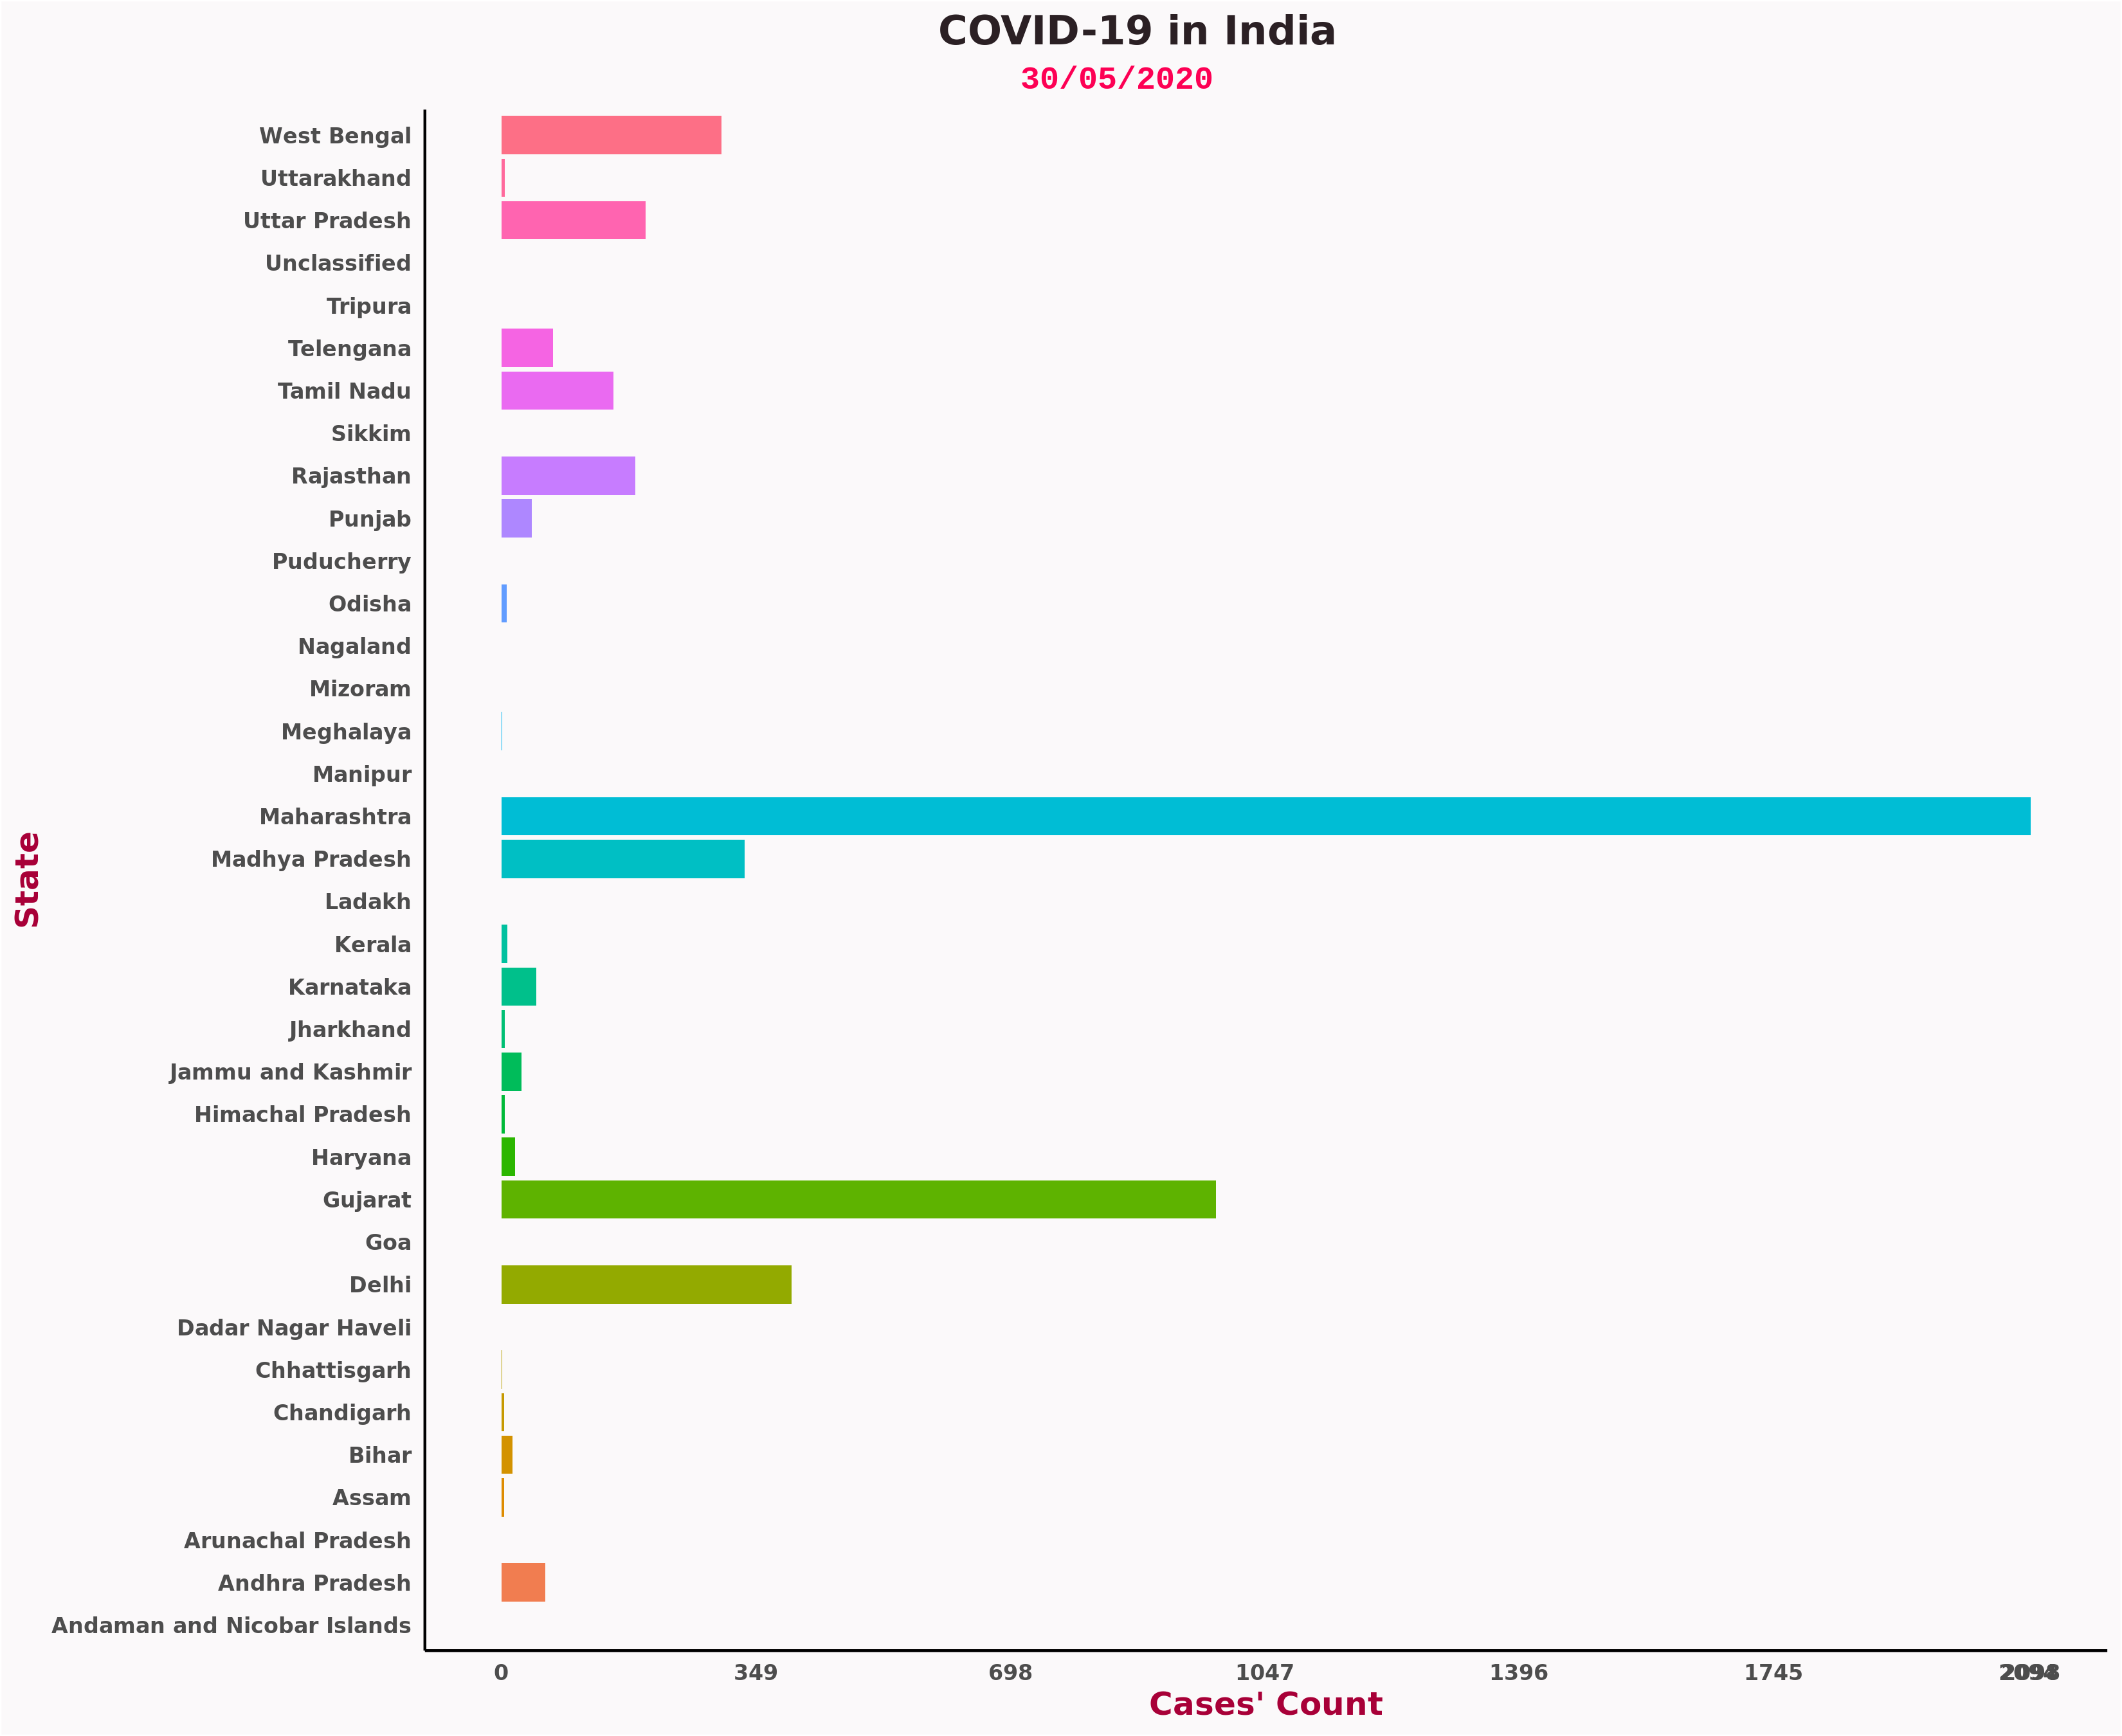 COVID-19 in India
30/05/2020
West Bengal
Uttarakhand
Uttar Pradesh
Unclassified
Tripura
Telengana
Tamil Nadu
Sikkim
Rajasthan
Punjab
Puducherry
Odisha
Nagaland
Mizoram
Meghalaya
Manipur
Maharashtra
Madhya Pradesh
Ladakh
Kerala
Karnataka
Jharkhand
Jammu and Kashmir
Himachal Pradesh
Haryana
Gujarat
Goa
Delhi
Dadar Nagar Haveli
Chhattisgarh
Chandigarh
Bihar
Assam
Arunachal Pradesh
Andhra Pradesh
Andaman and Nicobar Islands
State
0 349 698 1047 1396 1745
Cases' Count